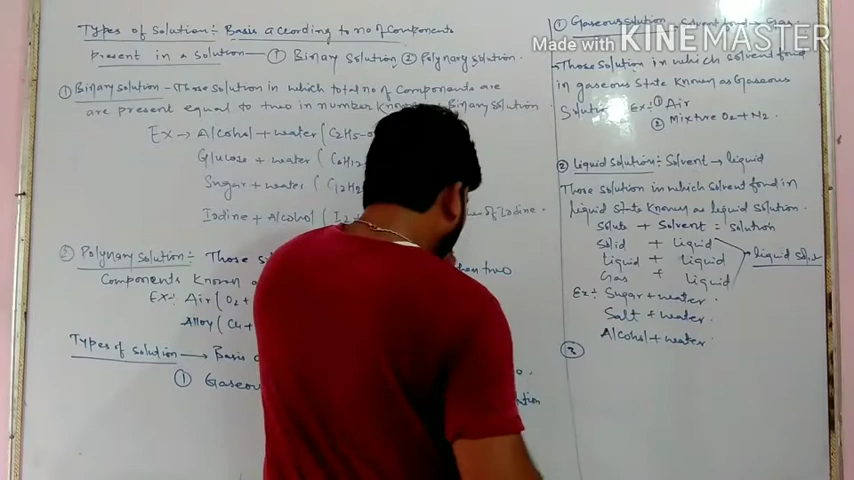 Types of Solution:- Basis according to no of Components
present in a solution — ① Binary Solution ② Polynary Solution.
① Binary Solution - Those Solution in which total no of Components are
are present equal to two in number Known Binary Solution
Ex → Alcohol + water (C2H5-
Glucose + water (C6H12
Sugar + water (C12H2
Iodine + Alcohol (I2 of Iodine.
② Polynary Solution:- Those two
Components Known
Ex:- Air (O2 +
Alloy (Cu +
Types of Solution → Basis
① Gaseou
① Gaseous solution - Solvent fond → Gas
Those Solution in which solvent fond
in gaseous State Known as Gaseous
Solution Ex:- ① Air
② Mixture O2 + N2.
② Liquid Solution:- Solvent → liquid
Those solution in which solvent fond in
liquid State Known as liquid Solution.
Solute + Solvent = Solution
Solid + Liquid
Liquid + Liquid liquid solut
Gas + Liquid
Ex:- Sugar + water.
Salt + water.
Alcohol + water.
③
Made with KINEMASTER